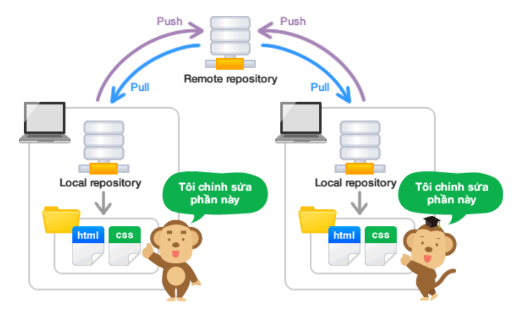 Push
Push
Remote repository
Pull
Pull
Local repository
Tôi chỉnh sửa
phần này
html
css
Local repository
Tôi chỉnh sửa
phần này
html
css